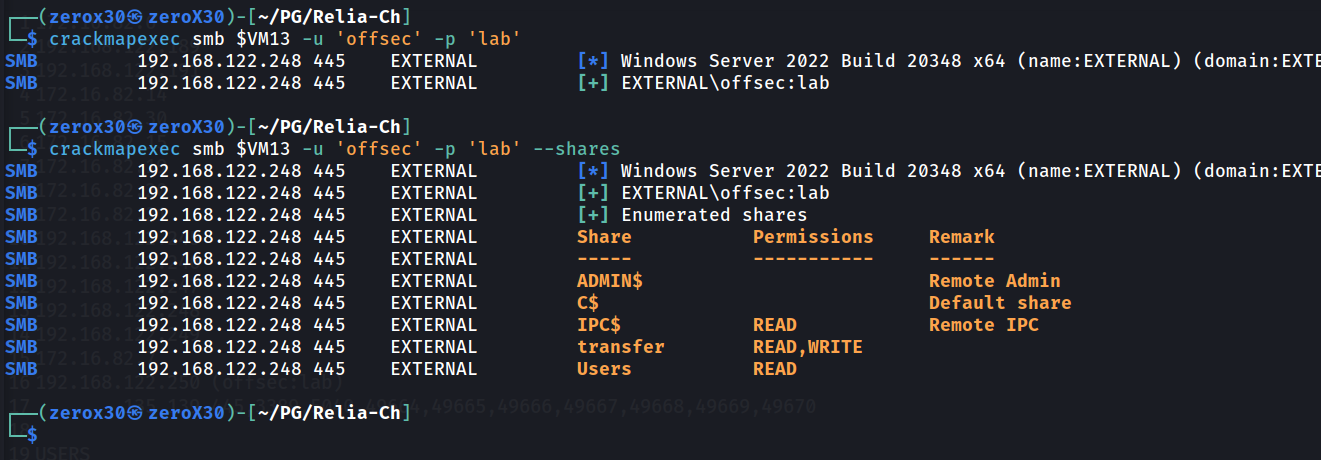 (zerox30㉿zeroX30)-[~/PG/Relia-Ch]
$ crackmapexec smb $VM13 -u 'offsec' -p 'lab'
SMB 192.168.122.248 445 EXTERNAL [*] Windows Server 2022 Build 20348 x64 (name:EXTERNAL) (domain:EXTE
SMB 192.168.122.248 445 EXTERNAL [+] EXTERNAL\offsec:lab
(zerox30㉿zeroX30)-[~/PG/Relia-Ch]
$ crackmapexec smb $VM13 -u 'offsec' -p 'lab' --shares
SMB 192.168.122.248 445 EXTERNAL [*] Windows Server 2022 Build 20348 x64 (name:EXTERNAL) (domain:EXTE
SMB 192.168.122.248 445 EXTERNAL [+] EXTERNAL\offsec:lab
SMB 192.168.122.248 445 EXTERNAL [+] Enumerated shares
SMB 192.168.122.248 445 EXTERNAL Share Permissions Remark
SMB 192.168.122.248 445 EXTERNAL ----- ----------- ------
SMB 192.168.122.248 445 EXTERNAL ADMIN$ Remote Admin
SMB 192.168.122.248 445 EXTERNAL C$ Default share
SMB 192.168.122.248 445 EXTERNAL IPC$ READ Remote IPC
SMB 192.168.122.248 445 EXTERNAL transfer READ,WRITE
SMB 192.168.122.248 445 EXTERNAL Users READ
16 192.168.122.250 (offsec:lab)
(zerox30㉿zeroX30)-[~/PG/Relia-Ch]
49665,49666,49667,49668,49669,49670
$
19 USERS